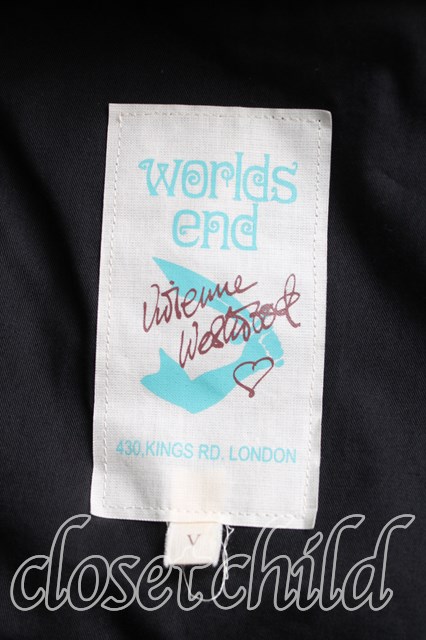 worlds
end
Vivienne
Westwood
430,KINGS RD. LONDON
V
closetchild